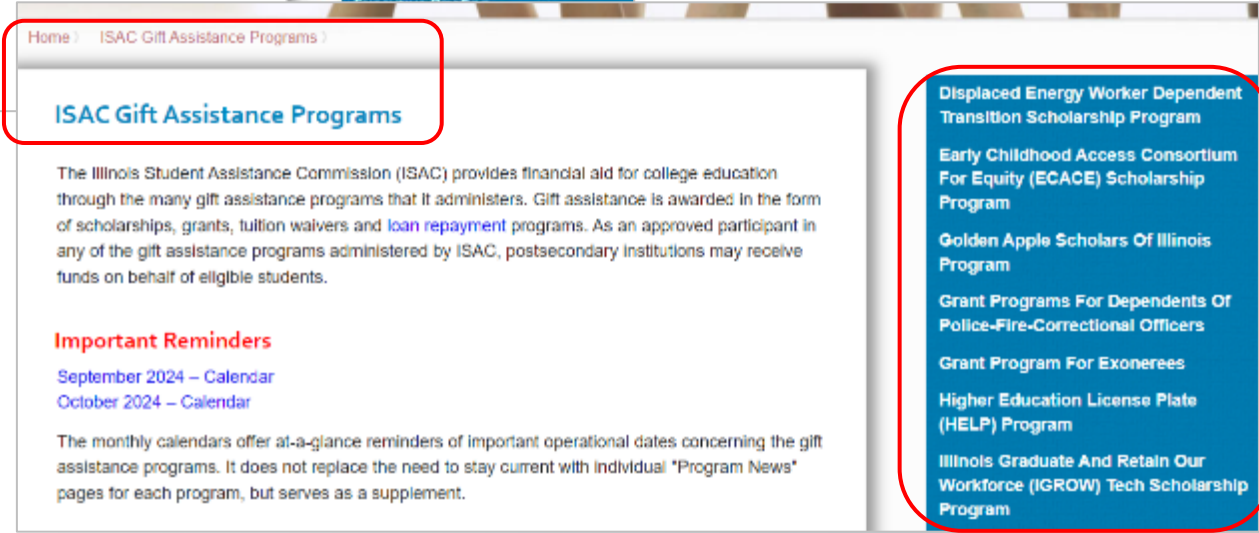 Home › ISAC Gift Assistance Programs ›
ISAC Gift Assistance Programs
The Illinois Student Assistance Commission (ISAC) provides financial aid for college education
through the many gift assistance programs that it administers. Gift assistance is awarded in the form
of scholarships, grants, tuition waivers and loan repayment programs. As an approved participant in
any of the gift assistance programs administered by ISAC, postsecondary institutions may receive
funds on behalf of eligible students.
Important Reminders
September 2024 – Calendar
October 2024 – Calendar
The monthly calendars offer at-a-glance reminders of important operational dates concerning the gift
assistance programs. It does not replace the need to stay current with individual "Program News"
pages for each program, but serves as a supplement.
Displaced Energy Worker Dependent
Transition Scholarship Program
Early Childhood Access Consortium
For Equity (ECACE) Scholarship
Program
Golden Apple Scholars Of Illinois
Program
Grant Programs For Dependents Of
Police-Fire-Correctional Officers
Grant Program For Exonerees
Higher Education License Plate
(HELP) Program
Illinois Graduate And Retain Our
Workforce (IGROW) Tech Scholarship
Program